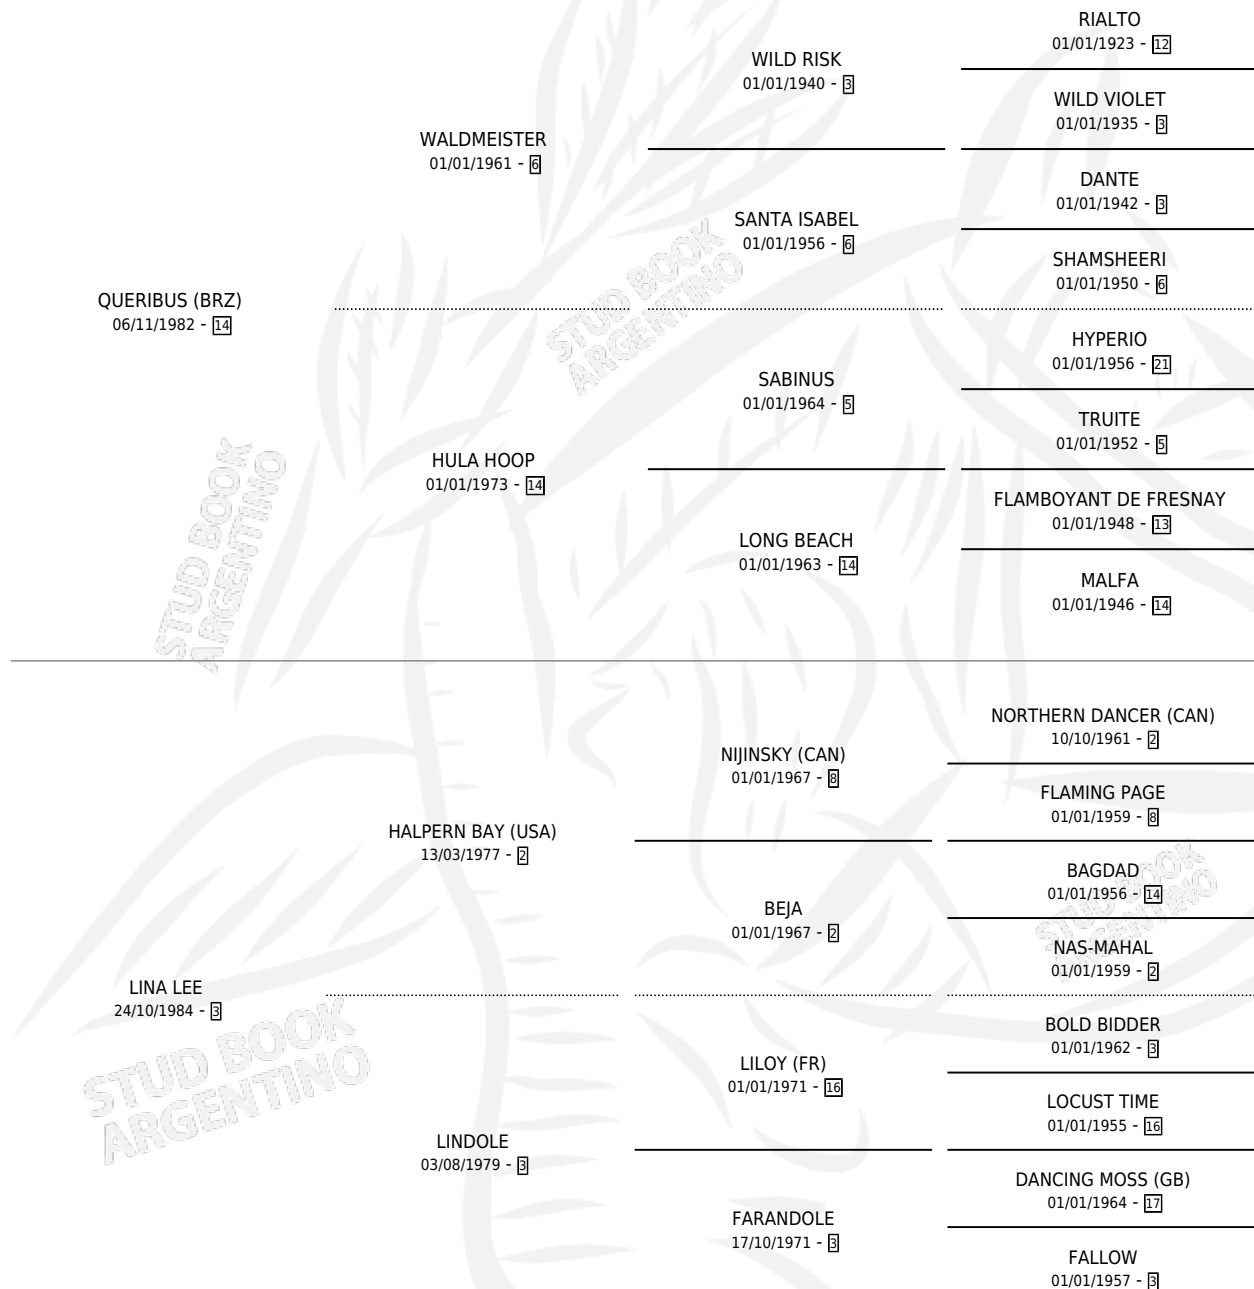 RIALTO
01/01/1923 - 12
WILD RISK
01/01/1940 - 3
WILD VIOLET
01/01/1935 - 3
WALDMEISTER
01/01/1961 - 6
DANTE
01/01/1942 - 3
SANTA ISABEL
01/01/1956 - 6
SHAMSHEERI
01/01/1950 - 6
QUERIBUS (BRZ)
06/11/1982 - 14
STUD BOOK
ARGENTINO
HYPERIO
01/01/1956 - 21
SABINUS
01/01/1964 - 5
TRUITE
01/01/1952 - 5
HULA HOOP
01/01/1973 - 14
FLAMBOYANT DE FRESNAY
01/01/1948 - 13
LONG BEACH
01/01/1963 - 14
MALFA
01/01/1946 - 14
STUD BOOK
ARGENTINO
NORTHERN DANCER (CAN)
10/10/1961 - 2
NIJINSKY (CAN)
01/01/1967 - 8
FLAMING PAGE
01/01/1959 - 8
HALPERN BAY (USA)
13/03/1977 - 2
BAGDAD
01/01/1956 - 14
BEJA
01/01/1967 - 2
STUD BOOK
ARGENTINO
NAS-MAHAL
01/01/1959 - 2
LINA LEE
24/10/1984 - 3
STUD BOOK
ARGENTINO
BOLD BIDDER
01/01/1962 - 3
LILOY (FR)
01/01/1971 - 16
LOCUST TIME
01/01/1955 - 16
LINDOLE
03/08/1979 - 3
DANCING MOSS (GB)
01/01/1964 - 17
FARANDOLE
17/10/1971 - 3
FALLOW
01/01/1957 - 3